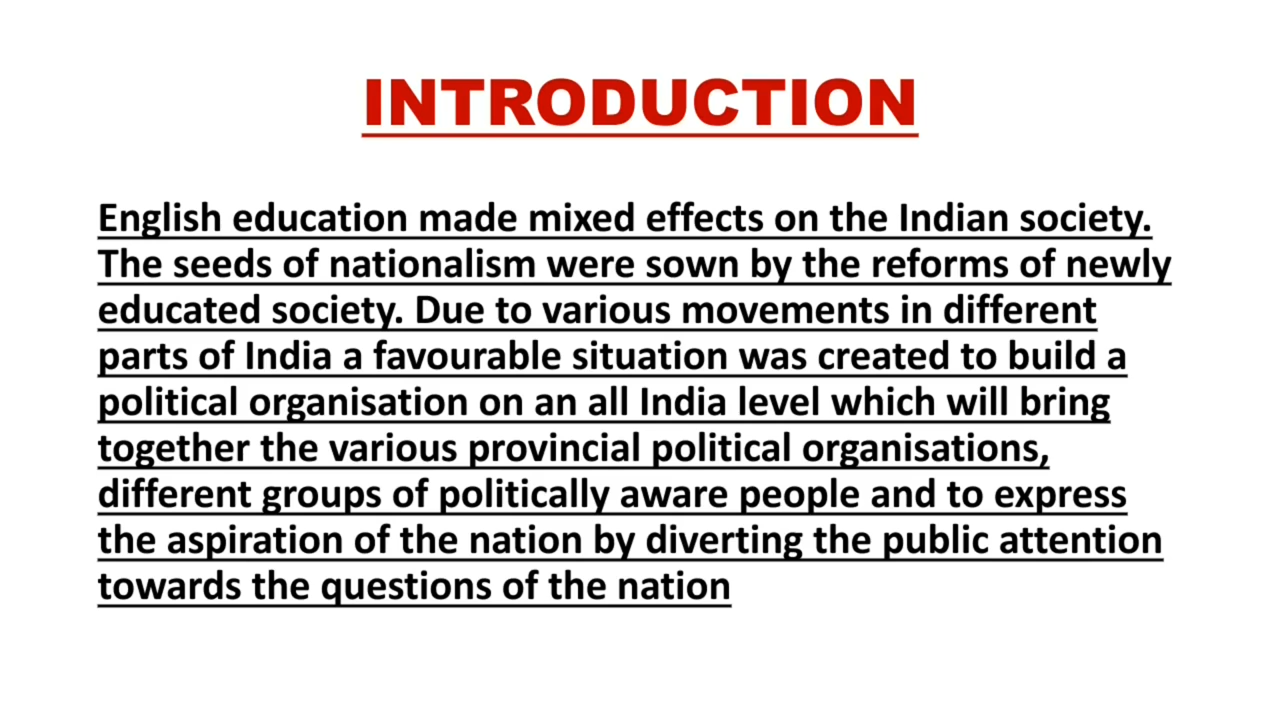 INTRODUCTION
English education made mixed effects on the Indian society.
The seeds of nationalism were sown by the reforms of newly
educated society. Due to various movements in different
parts of India a favourable situation was created to build a
political organisation on an all India level which will bring
together the various provincial political organisations,
different groups of politically aware people and to express
the aspiration of the nation by diverting the public attention
towards the questions of the nation